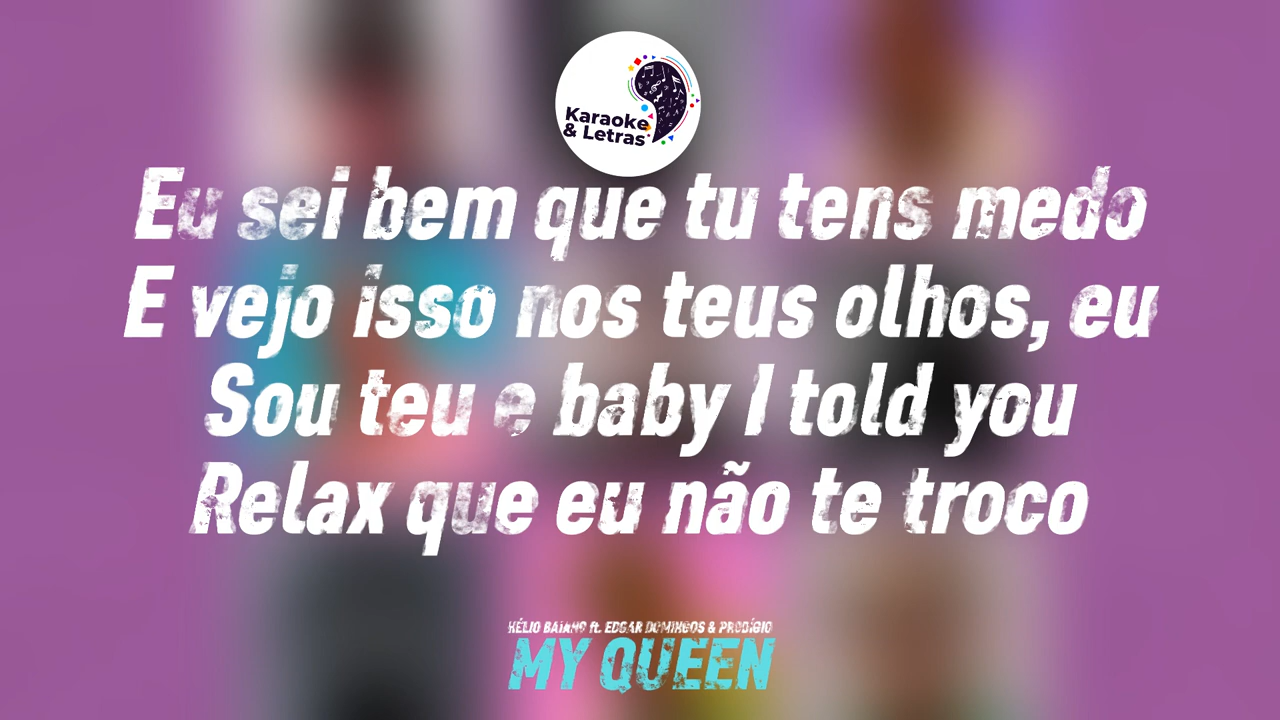 Karaoke
& Letras
Eu sei bem que tu tens medo
E vejo isso nos teus olhos, eu
Sou teu e baby I told you
Relax que eu não te troco
HÉLIO BAIANO ft. EDGAR DOMINGOS & PRODÍGIO
MY QUEEN